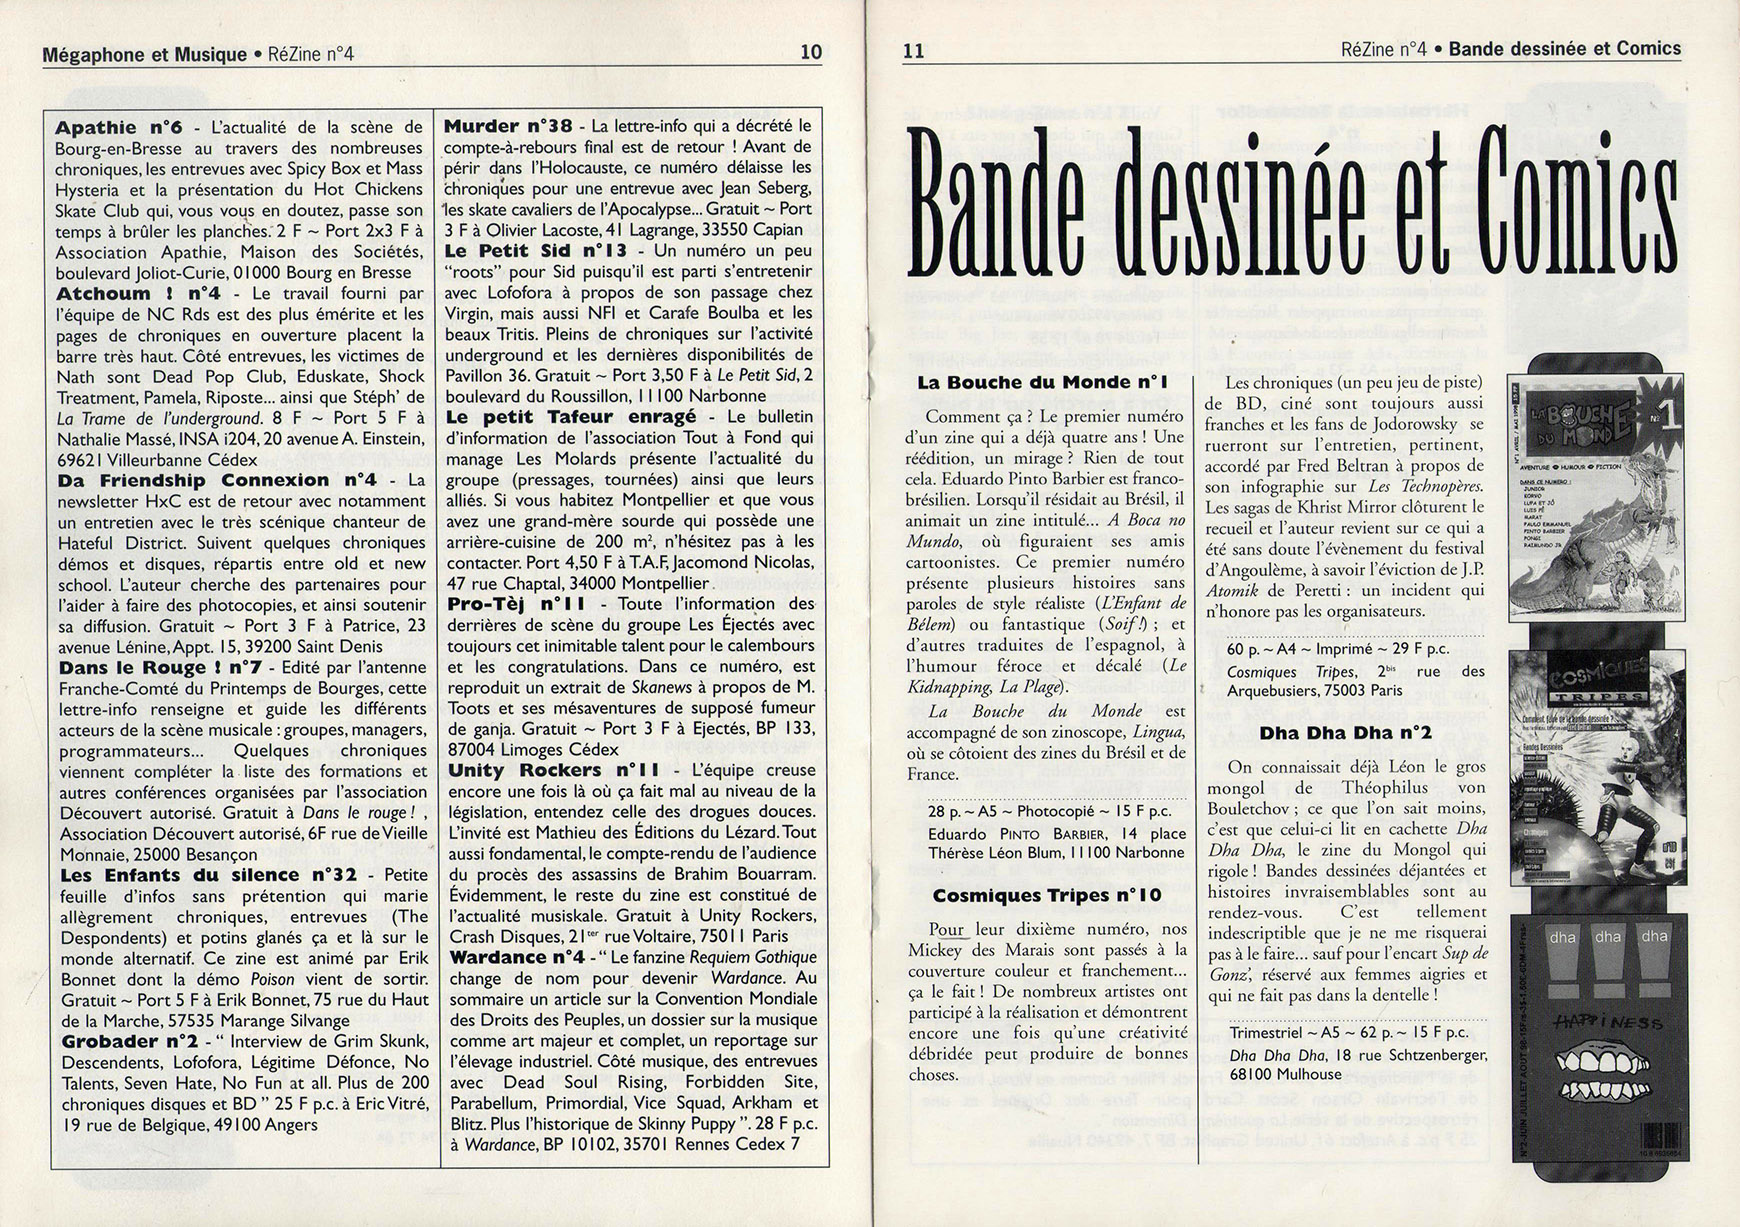 Mégaphone et Musique • RéZine n°4
10
Apathie n°6 - L'actualité de la scène de
Bourg-en-Bresse au travers des nombreuses
chroniques, les entrevues avec Spicy Box et Mass
Hysteria et la présentation du Hot Chickens
Skate Club qui, vous vous en doutez, passe son
temps à brûler les planches. 2 F ~ Port 2x3 F à
Association Apathie, Maison des Sociétés,
boulevard Joliot-Curie, 01000 Bourg en Bresse
Atchoum ! n°4 - Le travail fourni par
l'équipe de NC Rds est des plus émérite et les
pages de chroniques en ouverture placent la
barre très haut. Côté entrevues, les victimes de
Nath sont Dead Pop Club, Eduskate, Shock
Treatment, Pamela, Riposte... ainsi que Stéph' de
La Trame de l'underground. 8 F ~ Port 5 F à
Nathalie Massé, INSA i204, 20 avenue A. Einstein,
69621 Villeurbanne Cédex
Da Friendship Connexion n°4 - La
newsletter HxC est de retour avec notamment
un entretien avec le très scénique chanteur de
Hateful District. Suivent quelques chroniques
démos et disques, répartis entre old et new
school. L'auteur cherche des partenaires pour
l'aider à faire des photocopies, et ainsi soutenir
sa diffusion. Gratuit ~ Port 3 F à Patrice, 23
avenue Lénine, Appt. 15, 39200 Saint Denis
Dans le Rouge ! n°7 - Edité par l'antenne
Franche-Comté du Printemps de Bourges, cette
lettre-info renseigne et guide les différents
acteurs de la scène musicale : groupes, managers,
programmateurs... Quelques chroniques
viennent compléter la liste des formations et
autres conférences organisées par l'association
Découvert autorisé. Gratuit à Dans le rouge ! ,
Association Découvert autorisé, 6F rue de Vieille
Monnaie, 25000 Besançon
Les Enfants du silence n°32 - Petite
feuille d'infos sans prétention qui marie
allègrement chroniques, entrevues (The
Despondents) et potins glanés ça et là sur le
monde alternatif. Ce zine est animé par Erik
Bonnet dont la démo Poison vient de sortir.
Gratuit ~ Port 5 F à Erik Bonnet, 75 rue du Haut
de la Marche, 57535 Marange Silvange
Grobader n°2 - “ Interview de Grim Skunk,
Descendents, Lofofora, Légitime Défonce, No
Talents, Seven Hate, No Fun at all. Plus de 200
chroniques disques et BD ” 25 F p.c. à Eric Vitré,
19 rue de Belgique, 49100 Angers
Murder n°38 - La lettre-info qui a décrété le
compte-à-rebours final est de retour ! Avant de
périr dans l'Holocauste, ce numéro délaisse les
chroniques pour une entrevue avec Jean Seberg,
les skate cavaliers de l'Apocalypse... Gratuit ~ Port
3 F à Olivier Lacoste, 41 Lagrange, 33550 Capian
Le Petit Sid n°13 - Un numéro un peu
“roots” pour Sid puisqu'il est parti s'entretenir
avec Lofofora à propos de son passage chez
Virgin, mais aussi NFI et Carafe Boulba et les
beaux Tritis. Pleins de chroniques sur l'activité
underground et les dernières disponibilités de
Pavillon 36. Gratuit ~ Port 3,50 F à Le Petit Sid, 2
boulevard du Roussillon, 11100 Narbonne
Le petit Tafeur enragé - Le bulletin
d'information de l'association Tout à Fond qui
manage Les Molards présente l'actualité du
groupe (pressages, tournées) ainsi que leurs
alliés. Si vous habitez Montpellier et que vous
avez une grand-mère sourde qui possède une
arrière-cuisine de 200 m², n'hésitez pas à les
contacter. Port 4,50 F à T.A.F, Jacomond Nicolas,
47 rue Chaptal, 34000 Montpellier.
Pro-Tèj n°11 - Toute l'information des
derrières de scène du groupe Les Éjectés avec
toujours cet inimitable talent pour le calembours
et les congratulations. Dans ce numéro, est
reproduit un extrait de Skanews à propos de M.
Toots et ses mésaventures de supposé fumeur
de ganja. Gratuit ~ Port 3 F à Ejectés, BP 133,
87004 Limoges Cédex
Unity Rockers n°11 - L'équipe creuse
encore une fois là où ça fait mal au niveau de la
législation, entendez celle des drogues douces.
L'invité est Mathieu des Éditions du Lézard. Tout
aussi fondamental, le compte-rendu de l'audience
du procès des assassins de Brahim Bouarram.
Évidemment, le reste du zine est constitué de
l'actualité musiskale. Gratuit à Unity Rockers,
Crash Disques, 21ter rue Voltaire, 75011 Paris
Wardance n°4 - “ Le fanzine Requiem Gothique
change de nom pour devenir Wardance. Au
sommaire un article sur la Convention Mondiale
des Droits des Peuples, un dossier sur la musique
comme art majeur et complet, un reportage sur
l'élevage industriel. Côté musique, des entrevues
avec Dead Soul Rising, Forbidden Site,
Parabellum, Primordial, Vice Squad, Arkham et
Blitz. Plus l'historique de Skinny Puppy ”. 28 F p.c.
à Wardance, BP 10102, 35701 Rennes Cedex 7
11
RéZine n°4 • Bande dessinée et Comics
Bande dessinée et Comics
La Bouche du Monde n°1
Comment ça ? Le premier numéro
d'un zine qui a déjà quatre ans ! Une
réédition, un mirage ? Rien de tout
cela. Eduardo Pinto Barbier est franco-
brésilien. Lorsqu'il résidait au Brésil, il
animait un zine intitulé... A Boca no
Mundo, où figuraient ses amis
cartoonistes. Ce premier numéro
présente plusieurs histoires sans
paroles de style réaliste (L'Enfant de
Bélem) ou fantastique (Soif !) ; et
d'autres traduites de l'espagnol, à
l'humour féroce et décalé (Le
Kidnapping, La Plage).
La Bouche du Monde est
accompagné de son zinoscope, Lingua,
où se côtoient des zines du Brésil et de
France.
28 p. ~ A5 ~ Photocopié ~ 15 F p.c.
Eduardo PINTO BARBIER, 14 place
Thérèse Léon Blum, 11100 Narbonne
Cosmiques Tripes n°10
Pour leur dixième numéro, nos
Mickey des Marais sont passés à la
couverture couleur et franchement...
ça le fait ! De nombreux artistes ont
participé à la réalisation et démontrent
encore une fois qu'une créativité
débridée peut produire de bonnes
choses.
Les chroniques (un peu jeu de piste)
de BD, ciné sont toujours aussi
franches et les fans de Jodorowsky se
rueront sur l'entretien, pertinent,
accordé par Fred Beltran à propos de
son infographie sur Les Technopères.
Les sagas de Khrist Mirror clôturent le
recueil et l'auteur revient sur ce qui a
été sans doute l'évènement du festival
d'Angoulème, à savoir l'éviction de J.P.
Atomik de Peretti : un incident qui
n'honore pas les organisateurs.
60 p. ~ A4 ~ Imprimé ~ 29 F p.c.
Cosmiques Tripes, 2bis rue des
Arquebusiers, 75003 Paris
Dha Dha Dha n°2
On connaissait déjà Léon le gros
mongol de Théophilus von
Bouletchov ; ce que l'on sait moins,
c'est que celui-ci lit en cachette Dha
Dha Dha, le zine du Mongol qui
rigole ! Bandes dessinées déjantées et
histoires invraisemblables sont au
rendez-vous. C'est tellement
indescriptible que je ne me risquerai
pas à le faire... sauf pour l'encart Sup de
Gonz', réservé aux femmes aigries et
qui ne fait pas dans la dentelle !
Trimestriel ~ A5 ~ 62 p. ~ 15 F p.c.
Dha Dha Dha, 18 rue Schtzenberger,
68100 Mulhouse
LA BOUCHE
DU MONDE
N°1
AVENTURE HUMOUR FICTION
DANS CE NUMERO :
JUNIOR
KORVO
LUPA ET JÔ
LUIS PÊ
MARAT
PAULO EMMANUEL
PINTO BARBIER
PONGI
RAIMUNDO JR
COSMIQUES
TRIPES
Bandes Dessinées
Chroniques
dha dha dha
HAPPINESS